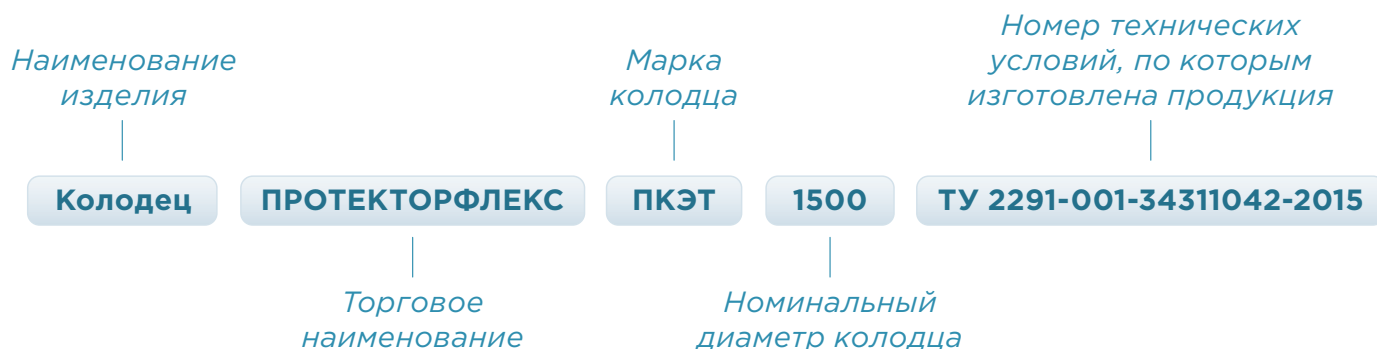 Наименование
изделия
Марка
колодца
Номер технических
условий, по которым
изготовлена продукция
Колодец ПРОТЕКТОРФЛЕКС ПКЭТ 1500 ТУ 2291-001-34311042-2015
Торговое
наименование
Номинальный
диаметр колодца